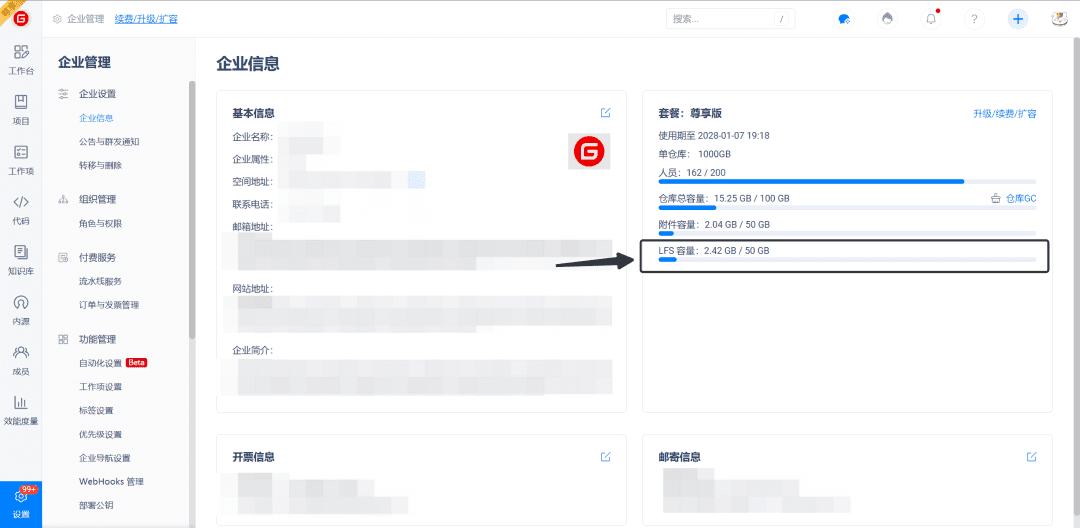 尊享
企业管理 续费/升级/扩容
搜索... /
工作台
项目
工作项
代码
知识库
内源
成员
效能度量
99+
设置
企业管理
企业设置
企业信息
公告与群发通知
转移与删除
组织管理
角色与权限
付费服务
流水线服务
订单与发票管理
功能管理
自动化设置 Beta
工作项设置
标签设置
优先级设置
企业导航设置
WebHooks 管理
部署公钥
企业信息
基本信息
企业名称:
企业属性:
空间地址:
联系电话:
邮箱地址:
网站地址:
企业简介:
套餐: 尊享版 升级/续费/扩容
使用期至 2028-01-07 19:18
单仓库: 1000GB
人员: 162 / 200
仓库总容量: 15.25 GB / 100 GB 仓库GC
附件容量: 2.04 GB / 50 GB
LFS 容量: 2.42 GB / 50 GB
开票信息
邮寄信息